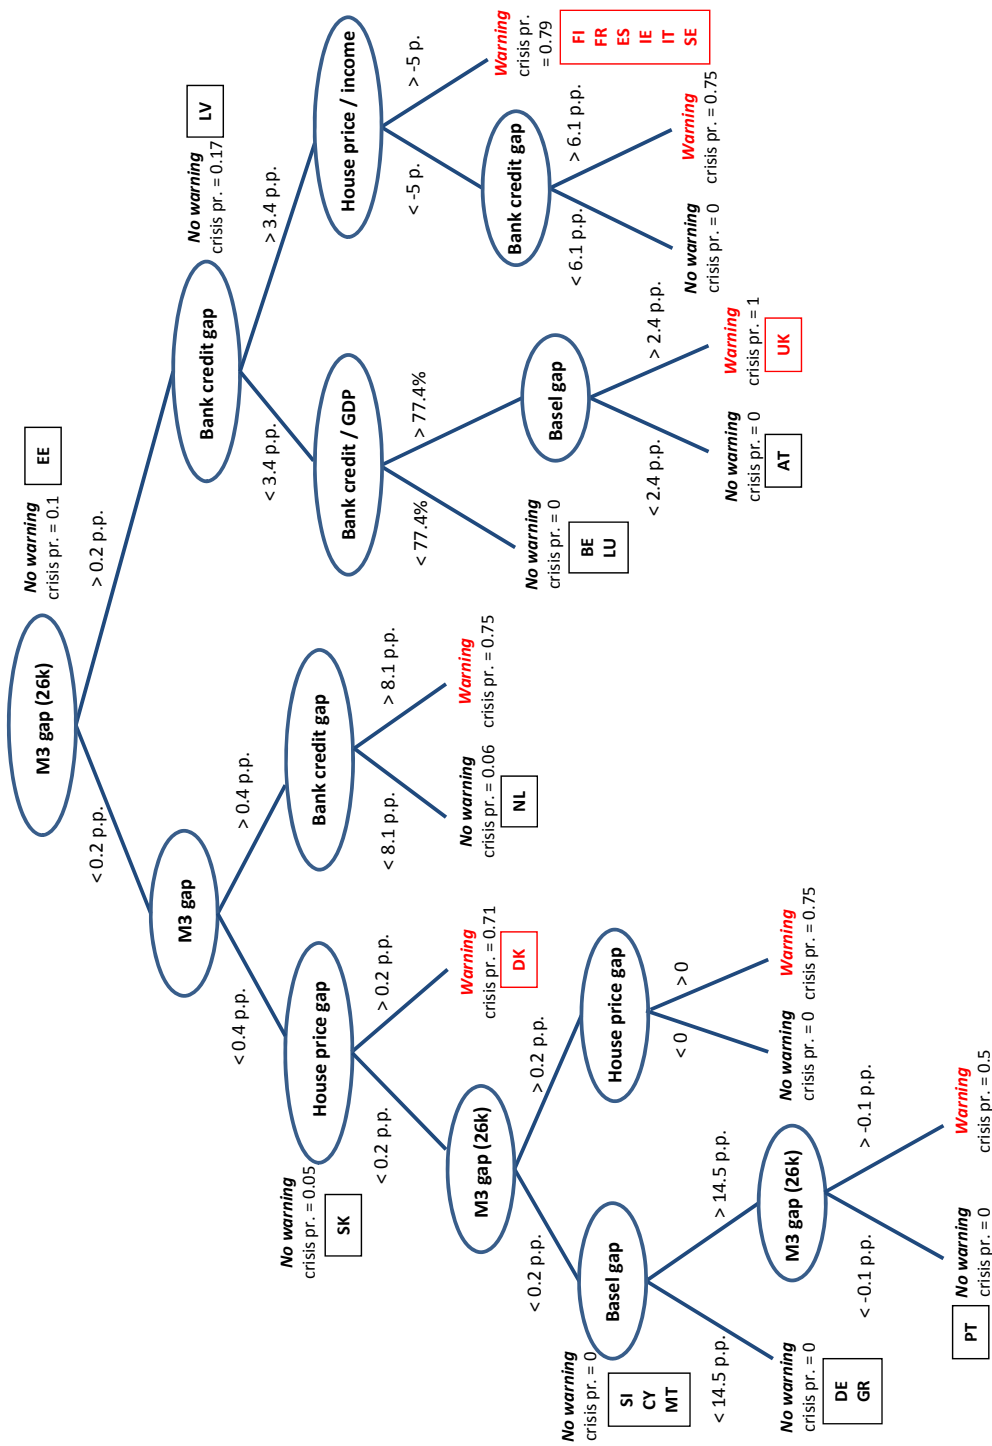 M3 gap (26k)
No warning
crisis pr. = 0.1
EE
< 0.2 p.p.
> 0.2 p.p.
M3 gap
Bank credit gap
No warning
crisis pr. = 0.17
LV
< 0.4 p.p.
> 0.4 p.p.
< 3.4 p.p.
> 3.4 p.p.
No warning
crisis pr. = 0.05
SK
House price gap
Bank credit gap
Bank credit / GDP
House price / income
< 0.2 p.p.
> 0.2 p.p.
< 8.1 p.p.
> 8.1 p.p.
< 77.4%
> 77.4%
< -5 p.
> -5 p.
M3 gap (26k)
Warning
crisis pr. = 0.71
DK
No warning
crisis pr. = 0.06
NL
Warning
crisis pr. = 0.75
No warning
crisis pr. = 0
BE
LU
Basel gap
Bank credit gap
Warning
crisis pr.
= 0.79
FI
FR
ES
IE
IT
SE
< 0.2 p.p.
> 0.2 p.p.
< 2.4 p.p.
> 2.4 p.p.
< 6.1 p.p.
> 6.1 p.p.
No warning
crisis pr. = 0
SI
CY
MT
Basel gap
House price gap
No warning
crisis pr. = 0
AT
Warning
crisis pr. = 1
UK
No warning
crisis pr. = 0
Warning
crisis pr. = 0.75
< 14.5 p.p.
> 14.5 p.p.
< 0
> 0
No warning
crisis pr. = 0
DE
GR
M3 gap (26k)
No warning
crisis pr. = 0
Warning
crisis pr. = 0.75
< -0.1 p.p.
> -0.1 p.p.
PT
No warning
crisis pr. = 0
Warning
crisis pr. = 0.5